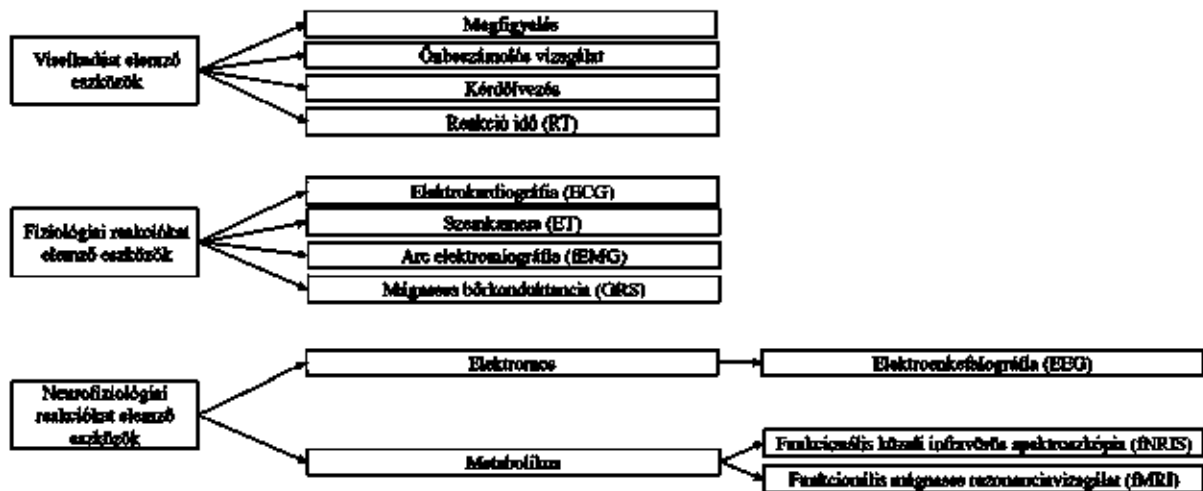 Viselkedést elemző
eszközök
Megfigyelés
Önbeszámolós vizsgálat
Kérdőívezés
Reakció idő (RT)
Fiziológiai reakciókat
elemző eszközök
Elektrokardiográfia (ECG)
Szemkamera (ET)
Arc elektromiográfia (fEMG)
Mágneses bőrkonduktancia (GRS)
Neurofiziológiai
reakciókat elemző
eszközök
Elektromos
Elektroenkefalográfia (EEG)
Metabolikus
Funkcionális közeli infravörös spektroszkópia (fNRIS)
Funkcionális mágneses rezonanciavizsgálat (fMRI)